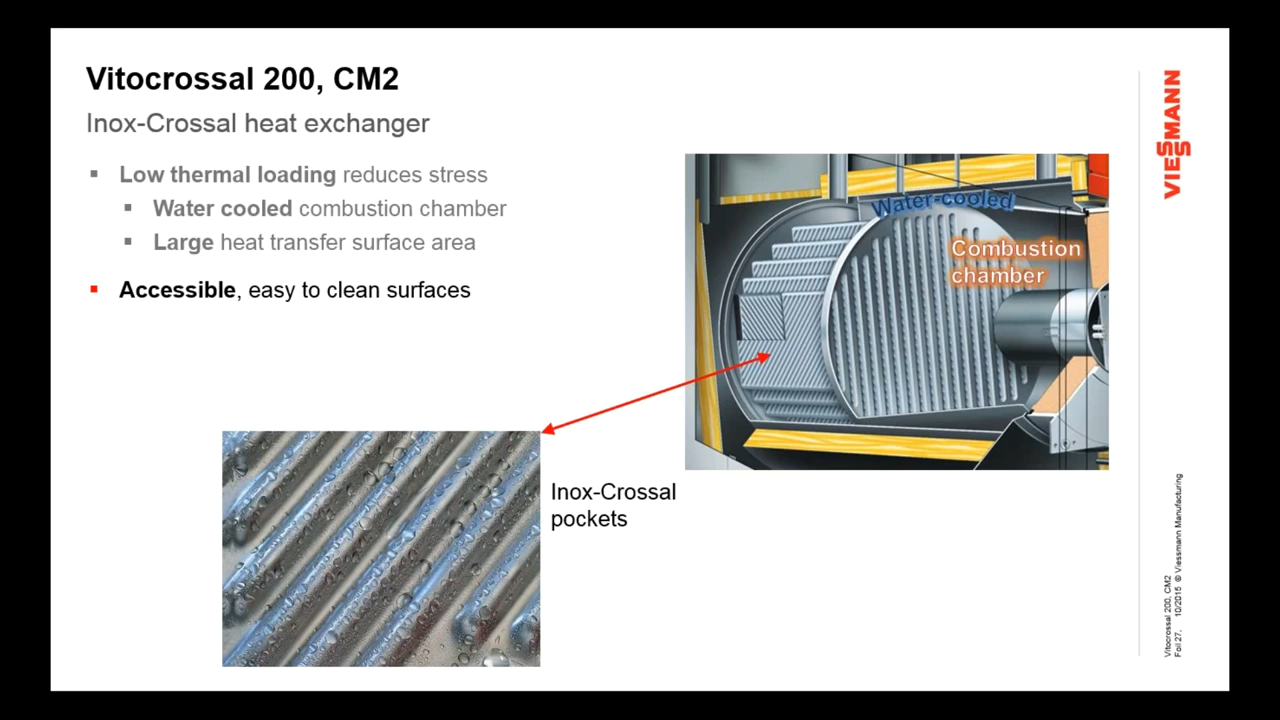 Vitocrossal 200, CM2
Inox-Crossal heat exchanger
Low thermal loading reduces stress
Water cooled combustion chamber
Large heat transfer surface area
Accessible, easy to clean surfaces
Water-cooled
Combustion
chamber
Inox-Crossal
pockets
VIESMANN
Vitocrossal 200, CM2
Foil 27, 10/2015 © Viessmann Manufacturing